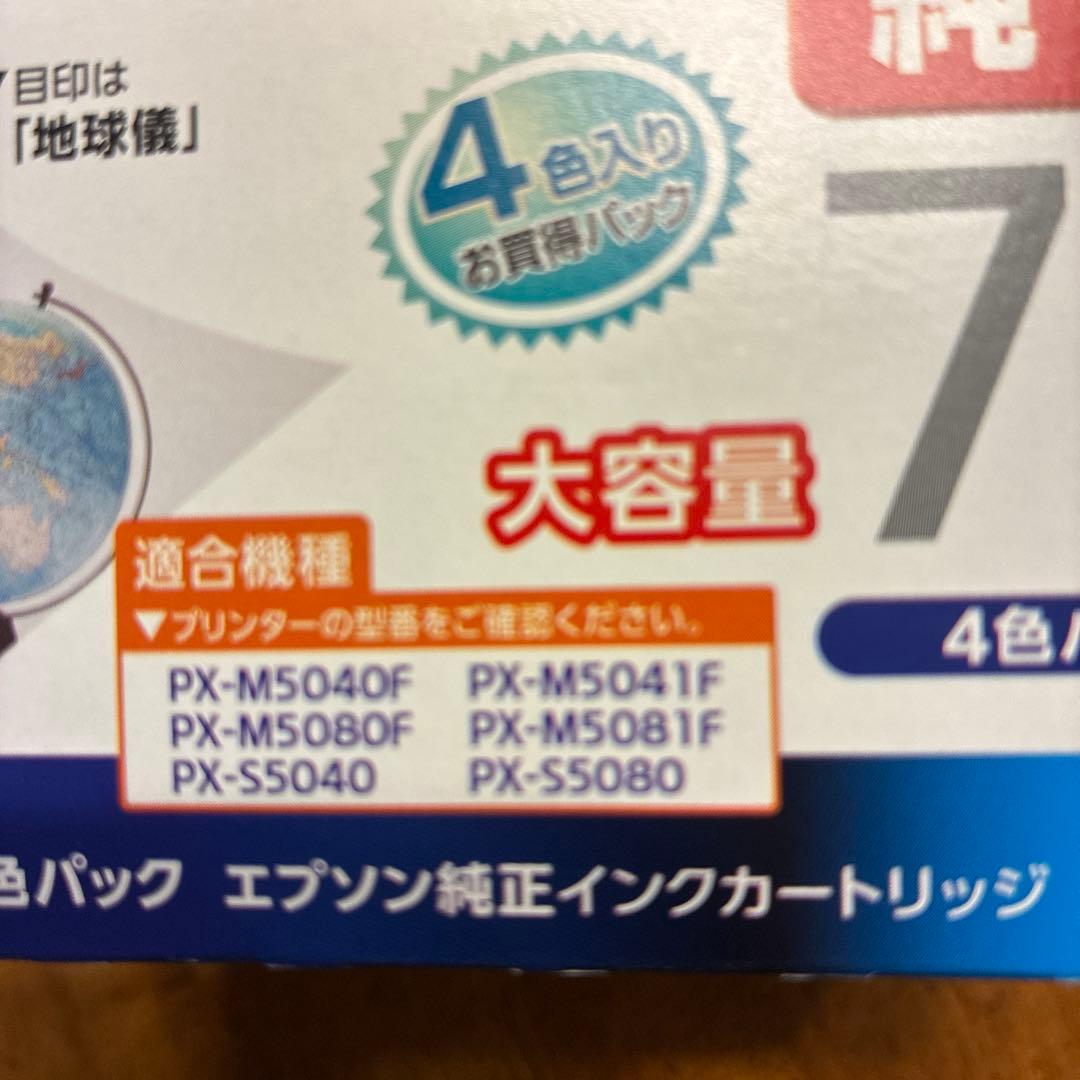 目印は
「地球儀」
4色入り
お買得パック
純
7
大容量
適合機種
▼プリンターの型番をご確認ください。
PX-M5040F PX-M5041F
PX-M5080F PX-M5081F
PX-S5040 PX-S5080
4色パ
色パック エプソン純正インクカートリッジ